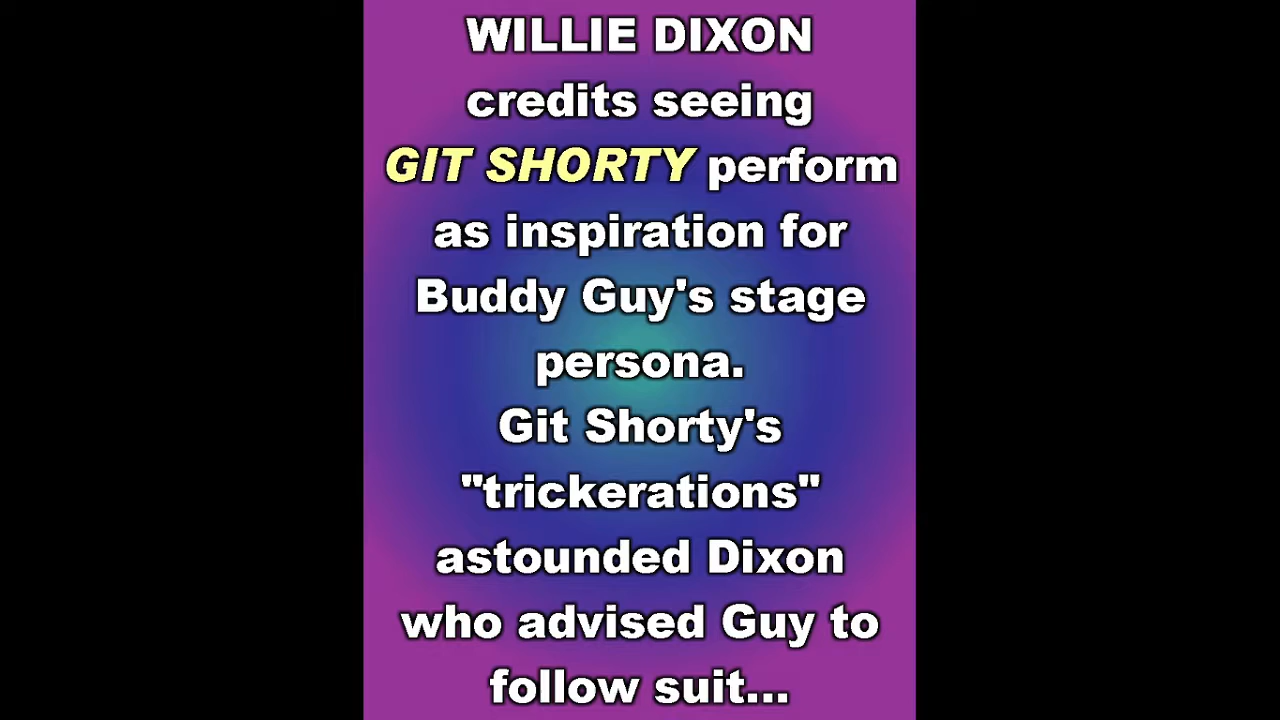 WILLIE DIXON
credits seeing
GIT SHORTY perform
as inspiration for
Buddy Guy's stage
persona.
Git Shorty's
"trickerations"
astounded Dixon
who advised Guy to
follow suit...